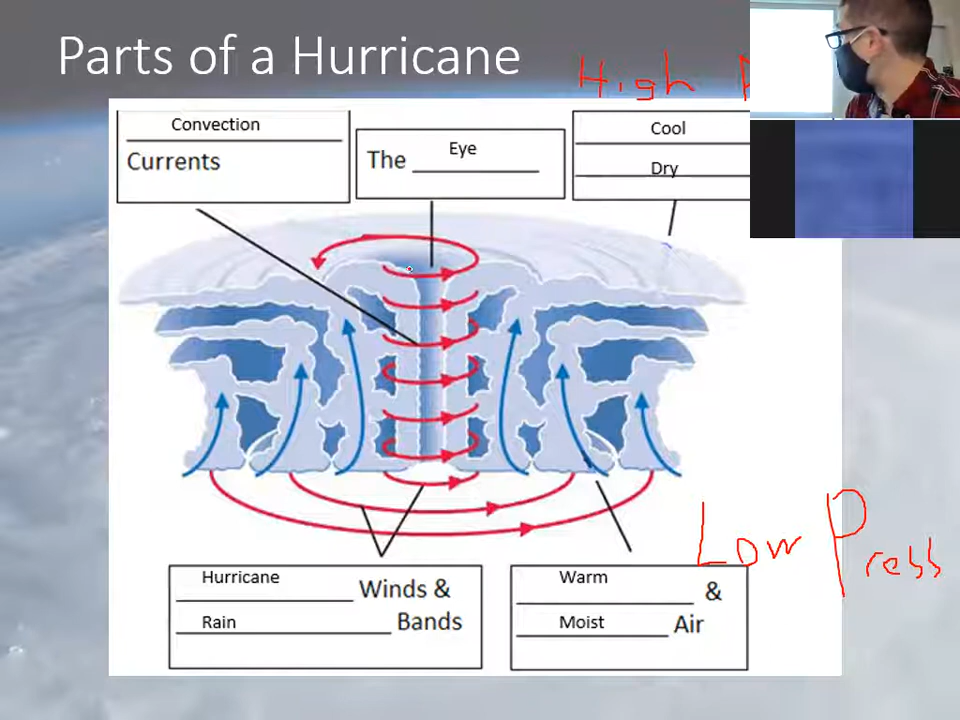 Parts of a Hurricane
High
Convection
Currents
The Eye
Cool
Dry
Hurricane Winds &
Rain Bands
Warm &
Moist Air
Low Press